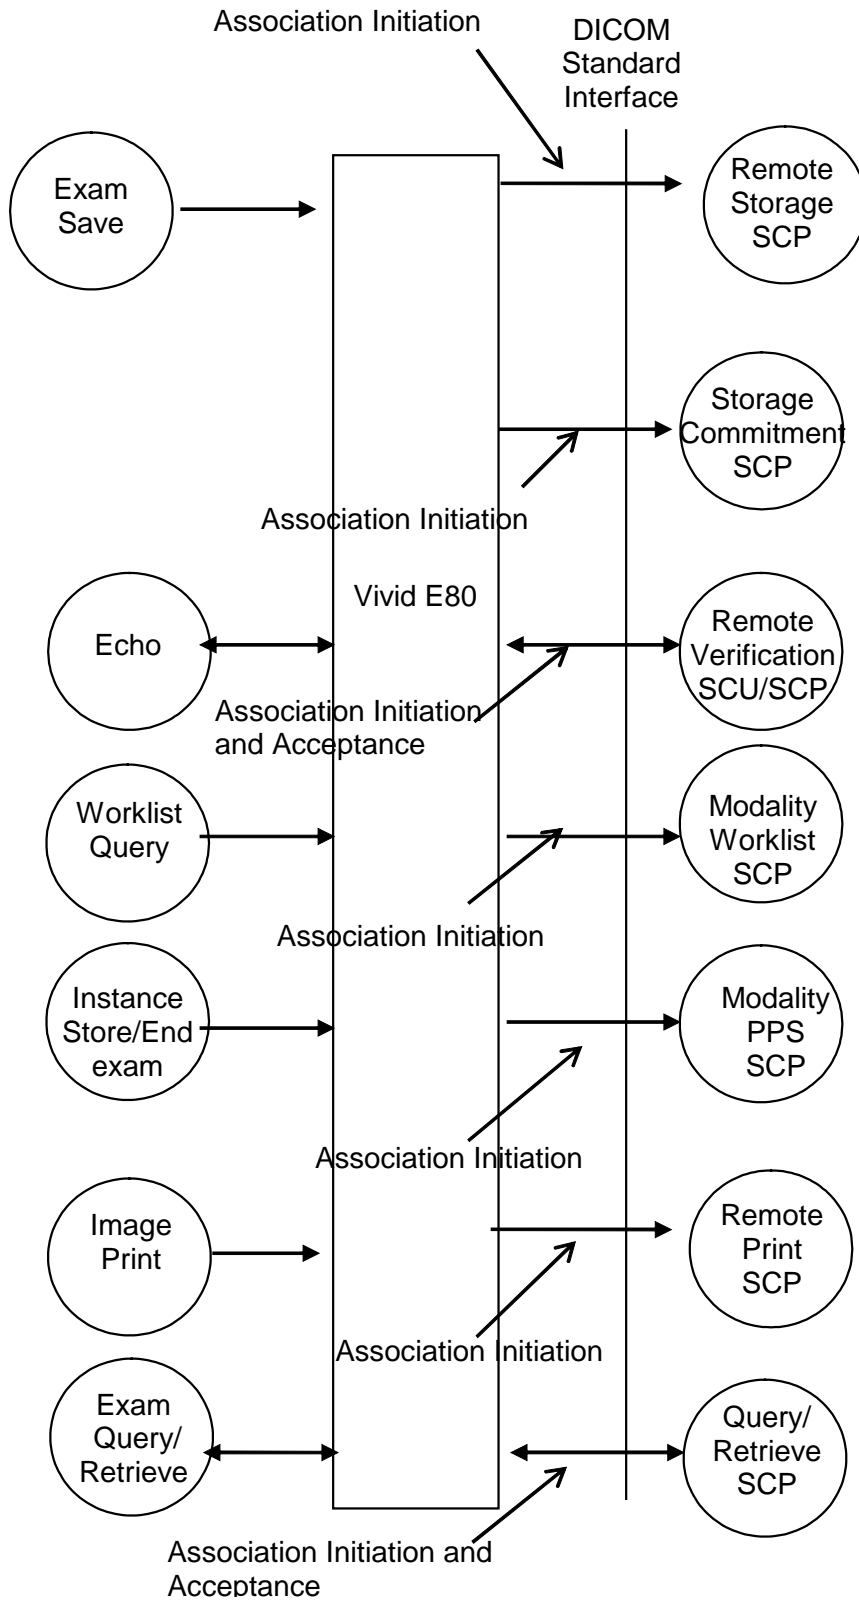 Association Initiation
DICOM
Standard
Interface
Exam
Save
Remote
Storage
SCP
Storage
Commitment
SCP
Association Initiation
Vivid E80
Echo
Remote
Verification
SCU/SCP
Association Initiation
and Acceptance
Worklist
Query
Modality
Worklist
SCP
Association Initiation
Instance
Store/End
exam
Modality
PPS
SCP
Association Initiation
Image
Print
Remote
Print
SCP
Association Initiation
Exam
Query/
Retrieve
Query/
Retrieve
SCP
Association Initiation and
Acceptance